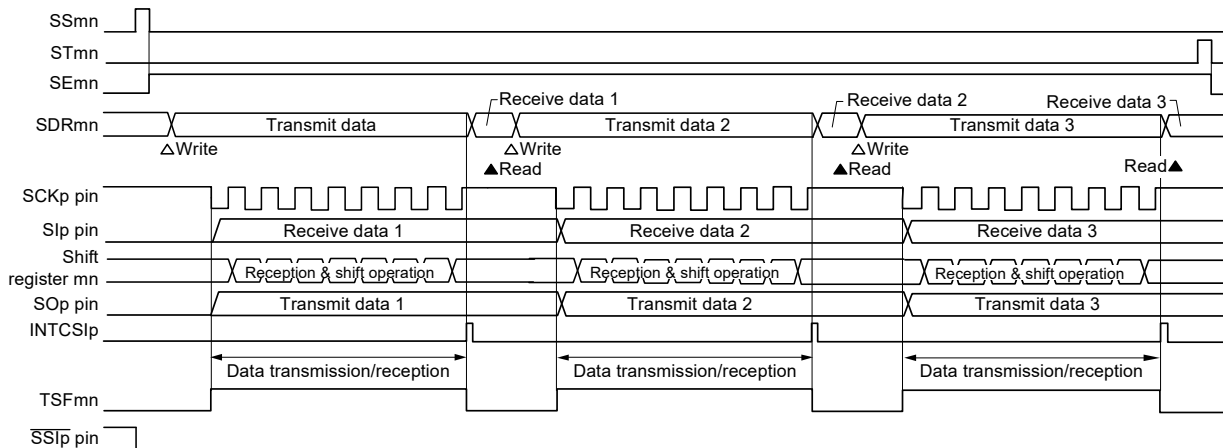 SSmn
STmn
SEmn
Receive data 1
Receive data 2
Receive data 3
SDRmn
Transmit data
Transmit data 2
Transmit data 3
△Write
△Write
△Write
▲Read
▲Read
Read▲
SCKp pin
SIp pin
Receive data 1
Receive data 2
Receive data 3
Shift
register mn
Reception & shift operation
Reception & shift operation
Reception & shift operation
SOp pin
Transmit data 1
Transmit data 2
Transmit data 3
INTCSIp
Data transmission/reception
Data transmission/reception
Data transmission/reception
TSFmn
SSIp pin